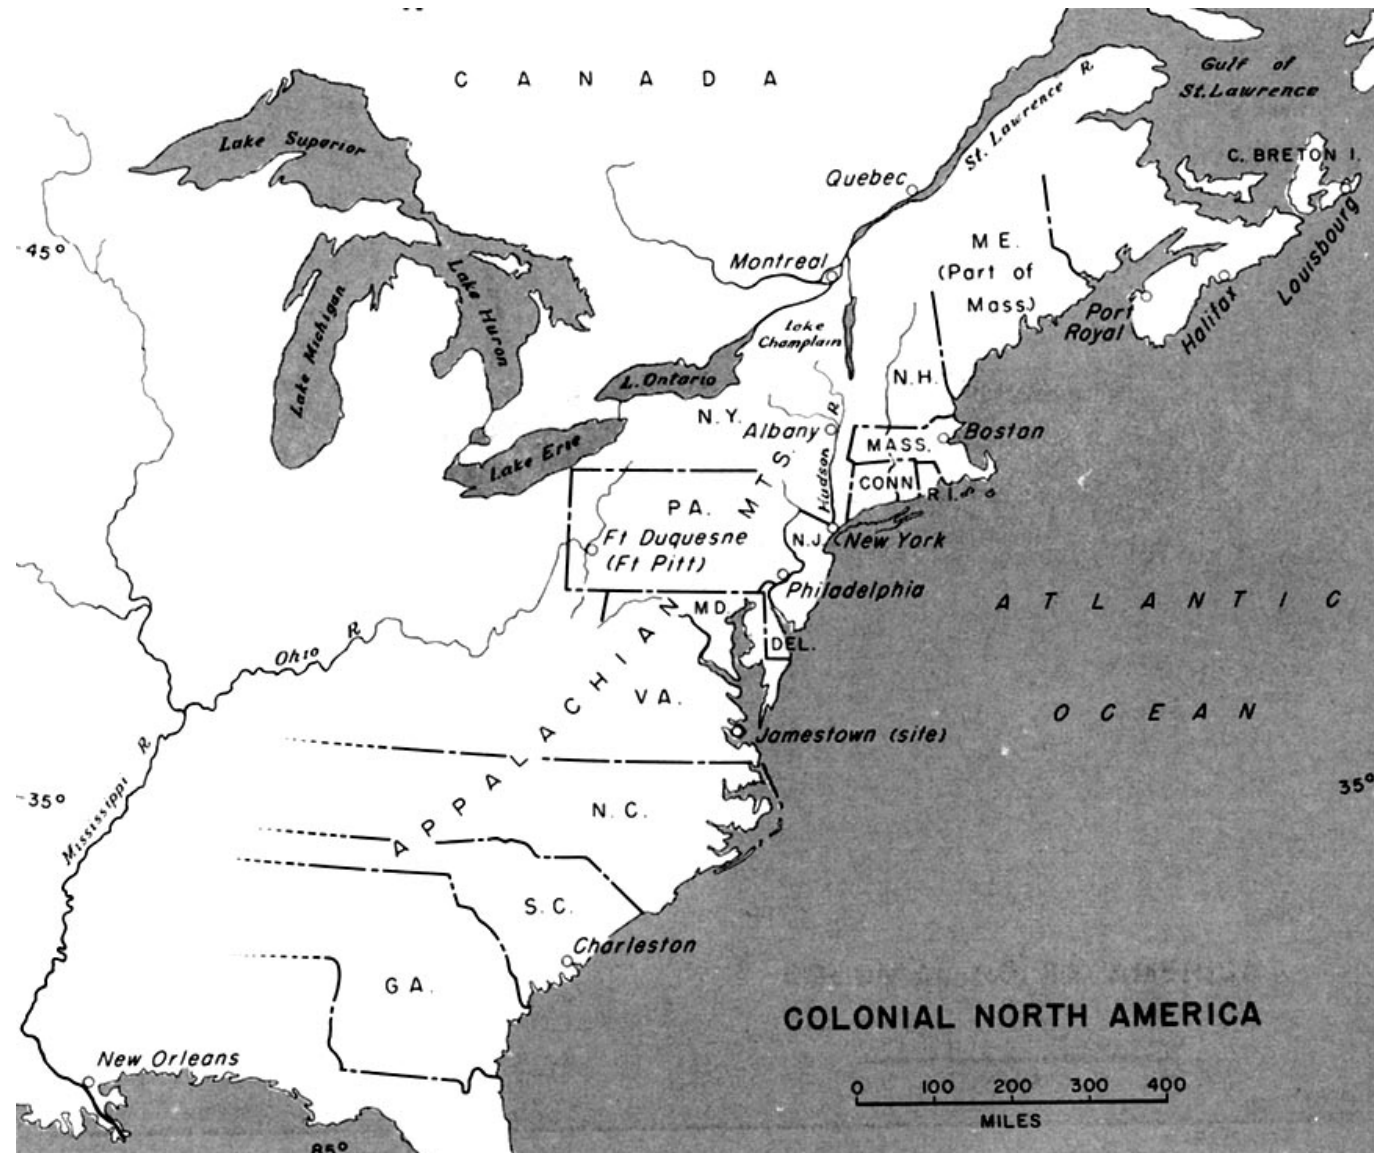 CANADA
Gulf of
St. Lawrence
St. Lawrence R.
Lake Superior
C. BRETON I.
Quebec
Louisbourg
45°
ME.
(Part of
Mass.)
Montreal
Lake Huron
Lake Michigan
Port
Royal
Halifax
Lake
Champlain
L. Ontario
N.H.
N.Y.
Albany
Hudson R
Boston
MASS.
Lake Erie
CONN
R.I.
PA.
Ft Duquesne
(Ft Pitt)
N.J.
New York
Philadelphia
MD.
DEL.
ATLANTIC
OCEAN
Ohio R
APPALACHIAN MTS.
VA.
Jamestown (site)
Mississippi R
35°
35°
N.C.
S.C.
Charleston
GA.
COLONIAL NORTH AMERICA
New Orleans
0 100 200 300 400
MILES
85°